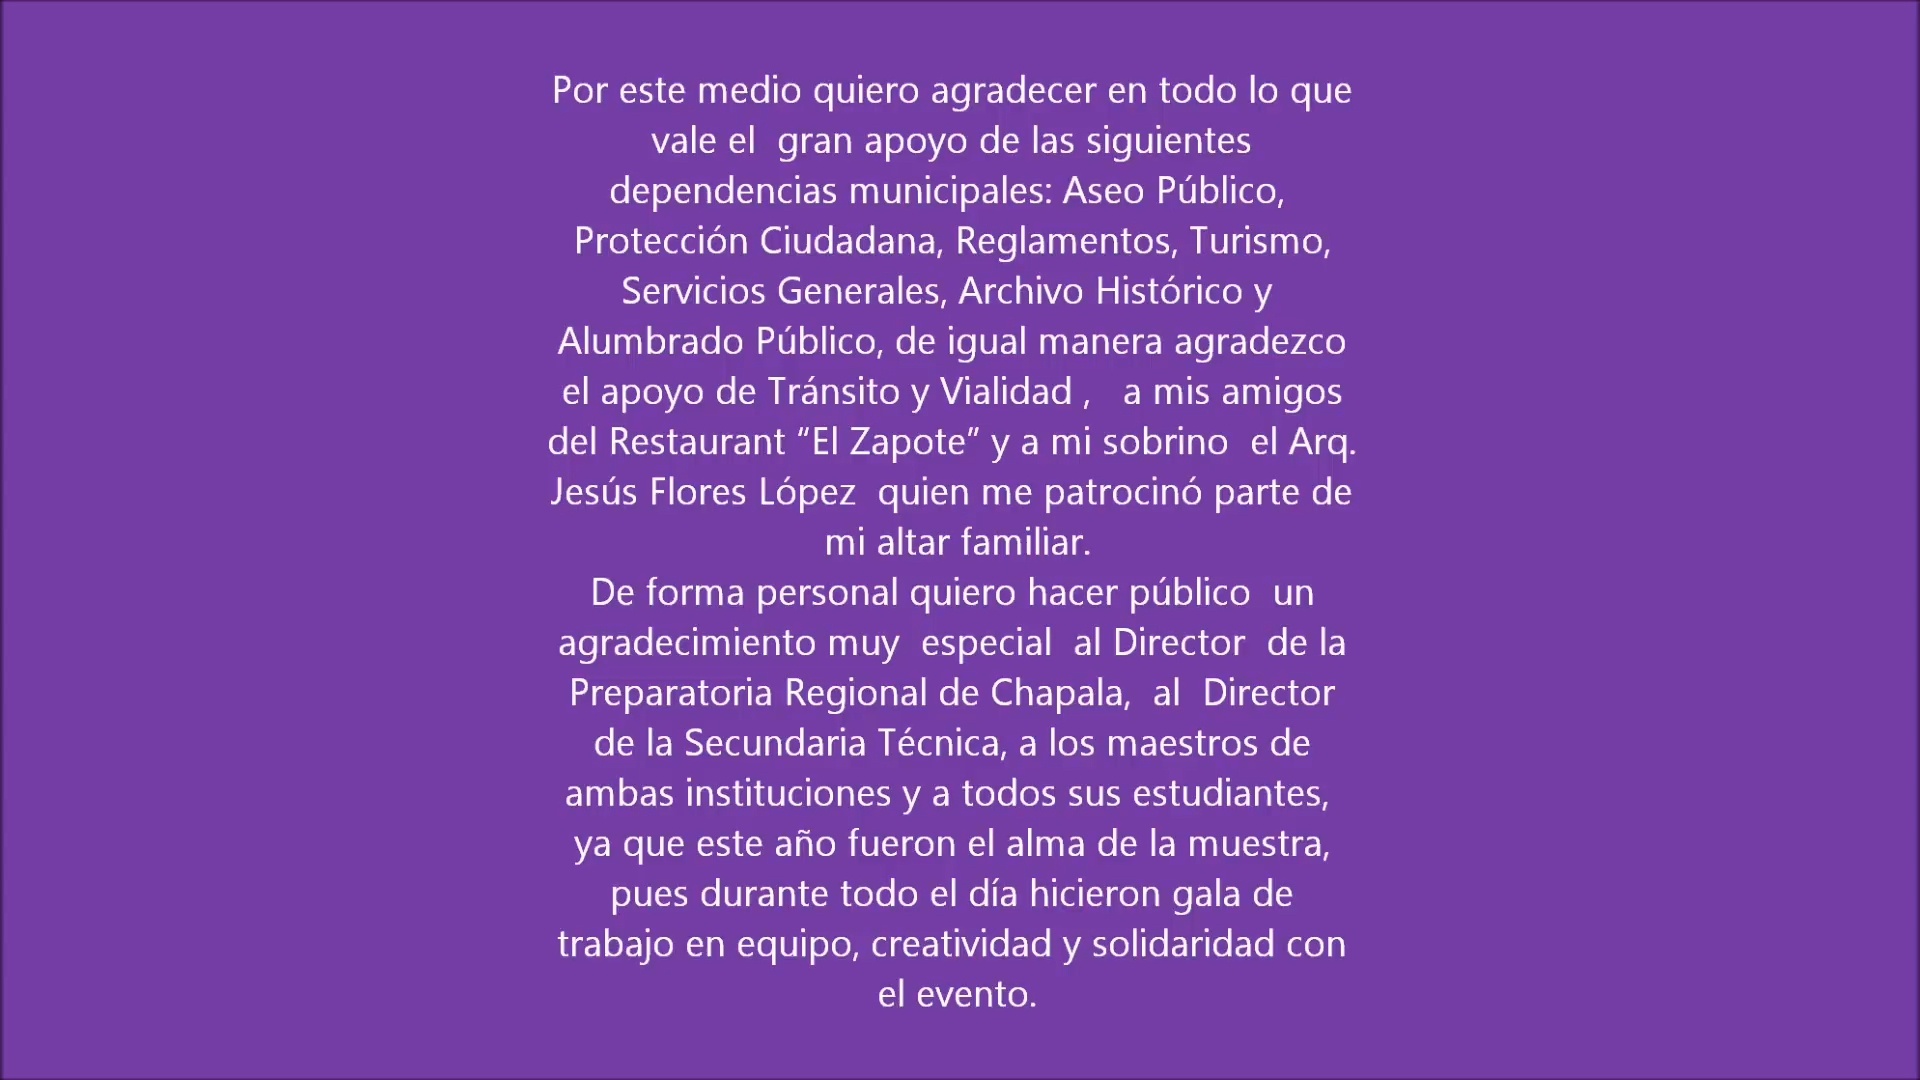 Por este medio quiero agradecer en todo lo que
vale el  gran apoyo de las siguientes
dependencias municipales: Aseo Público,
Protección Ciudadana, Reglamentos, Turismo,
Servicios Generales, Archivo Histórico y
Alumbrado Público, de igual manera agradezco
el apoyo de Tránsito y Vialidad ,   a mis amigos
del Restaurant “El Zapote” y a mi sobrino  el Arq.
Jesús Flores López  quien me patrocinó parte de
mi altar familiar.
De forma personal quiero hacer público  un
agradecimiento muy  especial  al Director  de la
Preparatoria Regional de Chapala,  al  Director
de la Secundaria Técnica, a los maestros de
ambas instituciones y a todos sus estudiantes,
ya que este año fueron el alma de la muestra,
pues durante todo el día hicieron gala de
trabajo en equipo, creatividad y solidaridad con
el evento.